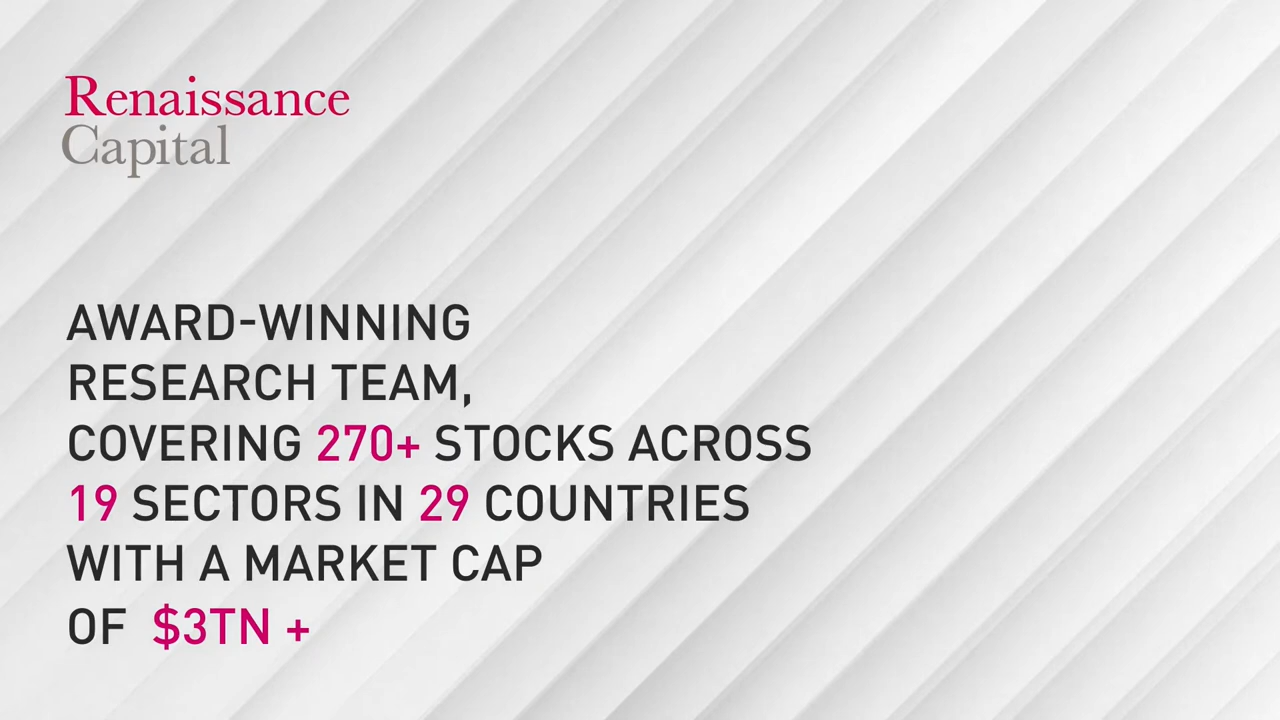 Renaissance
Capital
AWARD-WINNING
RESEARCH TEAM,
COVERING 270+ STOCKS ACROSS
19 SECTORS IN 29 COUNTRIES
WITH A MARKET CAP
OF $3TN +